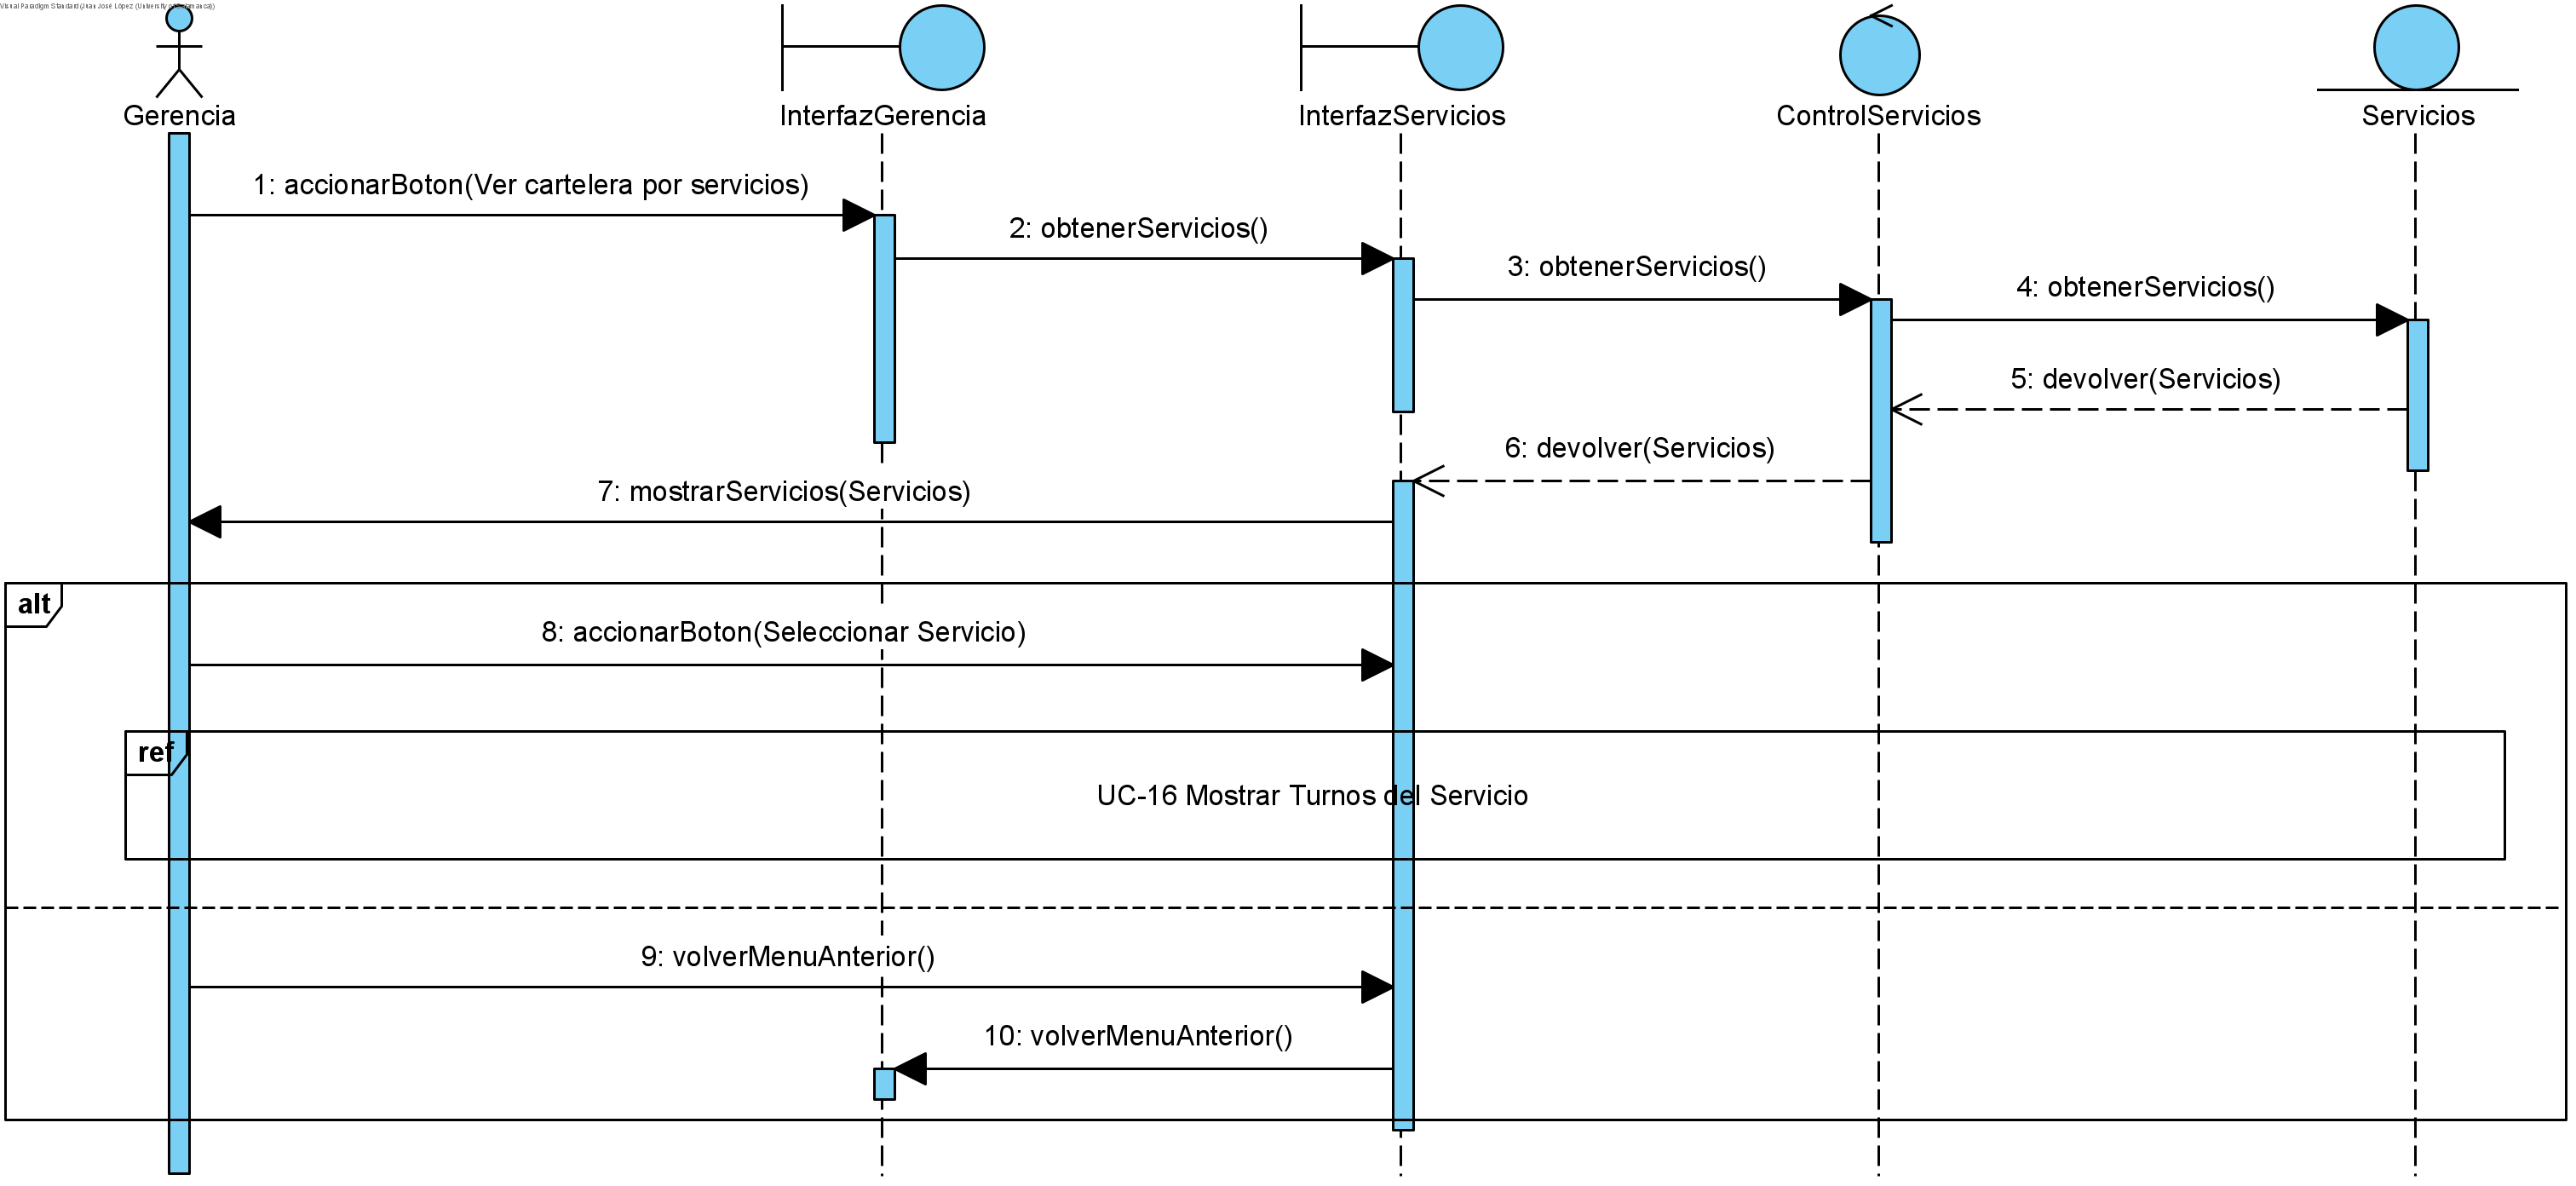 Visual Paradigm Standard(Juan José López (University of Salamanca))
Gerencia
InterfazGerencia
InterfazServicios
ControlServicios
Servicios
1: accionarBoton(Ver cartelera por servicios)
2: obtenerServicios()
3: obtenerServicios()
4: obtenerServicios()
5: devolver(Servicios)
6: devolver(Servicios)
7: mostrarServicios(Servicios)
alt
8: accionarBoton(Seleccionar Servicio)
ref
UC-16 Mostrar Turnos del Servicio
9: volverMenuAnterior()
10: volverMenuAnterior()